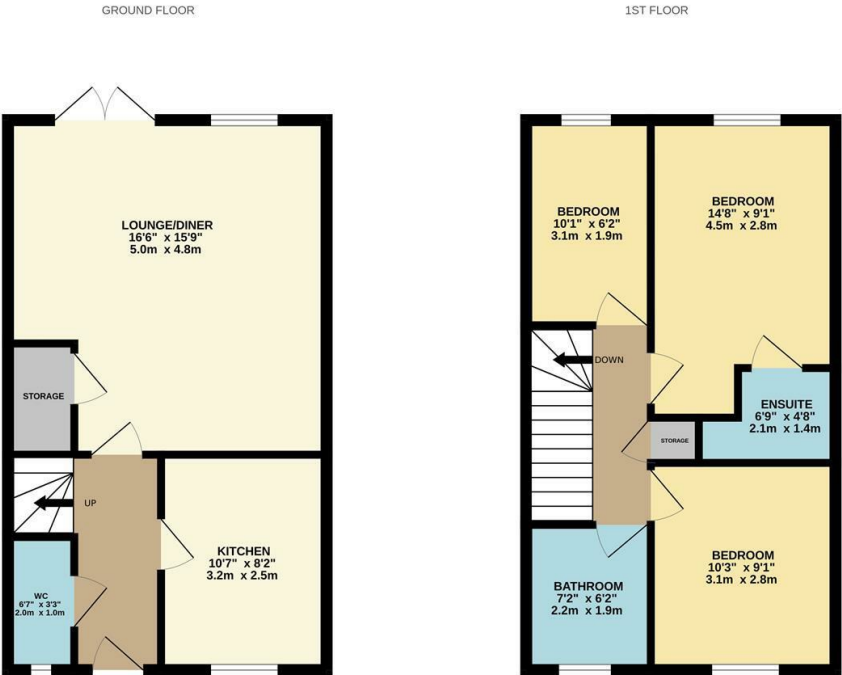 GROUND FLOOR
LOUNGE/DINER
16'6" x 15'9"
5.0m x 4.8m
STORAGE
UP
KITCHEN
10'7" x 8'2"
3.2m x 2.5m
WC
6'7" x 3'3"
2.0m x 1.0m
1ST FLOOR
BEDROOM
10'1" x 6'2"
3.1m x 1.9m
BEDROOM
14'8" x 9'1"
4.5m x 2.8m
DOWN
ENSUITE
6'9" x 4'8"
2.1m x 1.4m
STORAGE
BEDROOM
10'3" x 9'1"
3.1m x 2.8m
BATHROOM
7'2" x 6'2"
2.2m x 1.9m